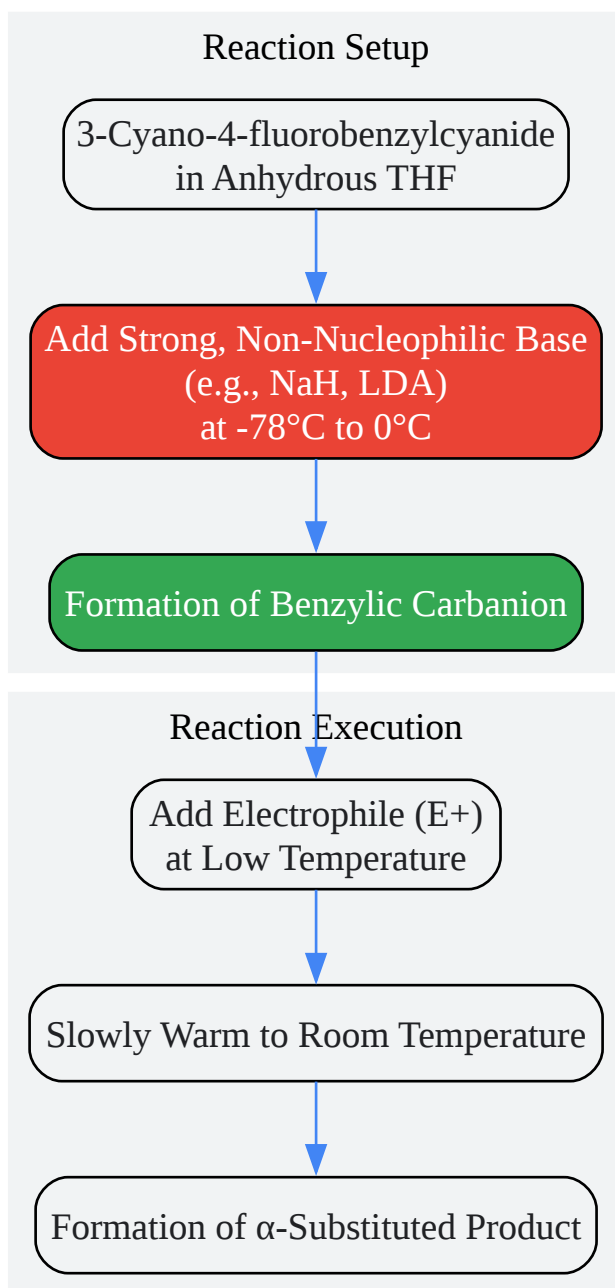 Reaction Setup
3-Cyano-4-fluorobenzylcyanide
in Anhydrous THF
Add Strong, Non-Nucleophilic Base
(e.g., NaH, LDA)
at -78°C to 0°C
Formation of Benzylic Carbanion
Reaction Execution
Add Electrophile (E+)
at Low Temperature
Slowly Warm to Room Temperature
Formation of α-Substituted Product